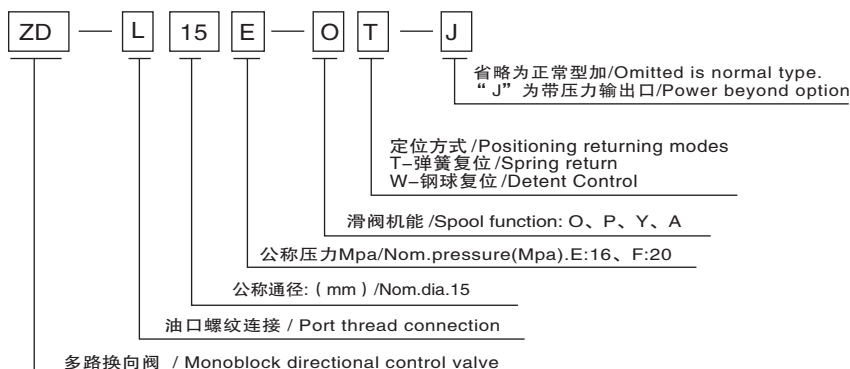 ZD — L 15 E — O T — J
省略为正常型加/Omitted is normal type.
“J”为带压力输出口/Power beyond option
定位方式/Positioning returning modes
T-弹簧复位/Spring return
W-钢球复位/Detent Control
滑阀机能/Spool function: O、P、Y、A
公称压力Mpa/Nom.pressure(Mpa).E:16、F:20
公称通径:(mm)/Nom.dia.15
油口螺纹连接 / Port thread connection
多路换向阀 / Monoblock directional control valve